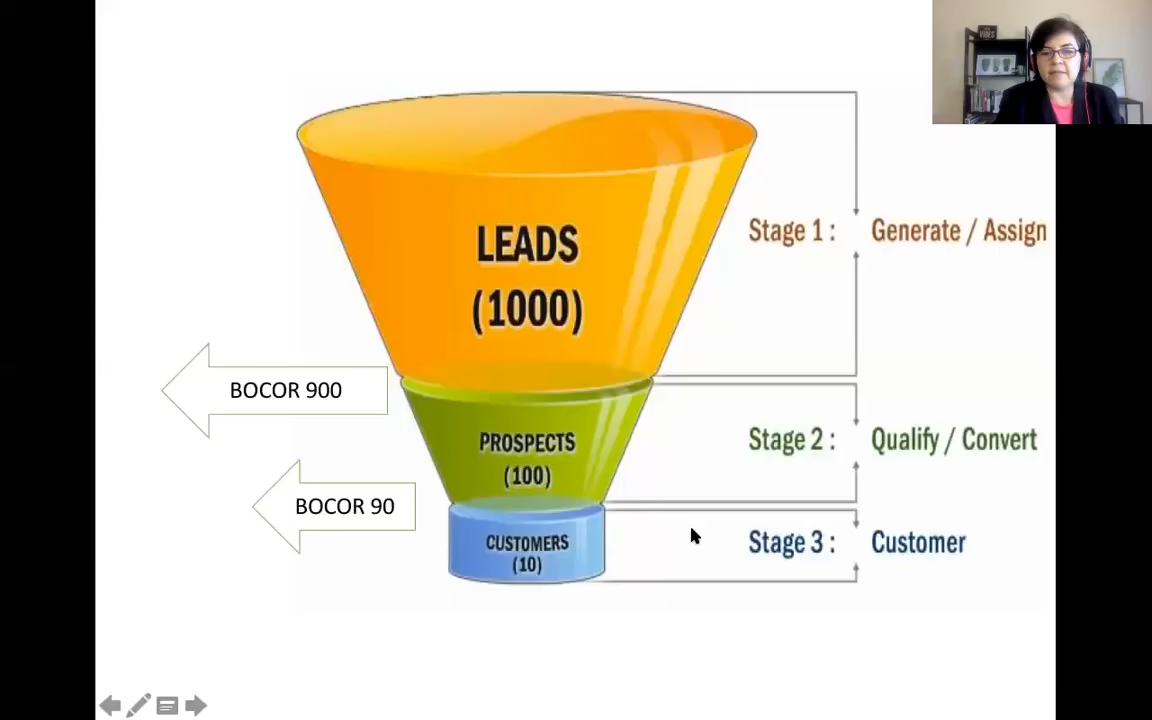 LEADS
(1000)
Stage 1 : Generate / Assign
BOCOR 900
PROSPECTS
(100)
Stage 2 : Qualify / Convert
BOCOR 90
CUSTOMERS
(10)
Stage 3 : Customer